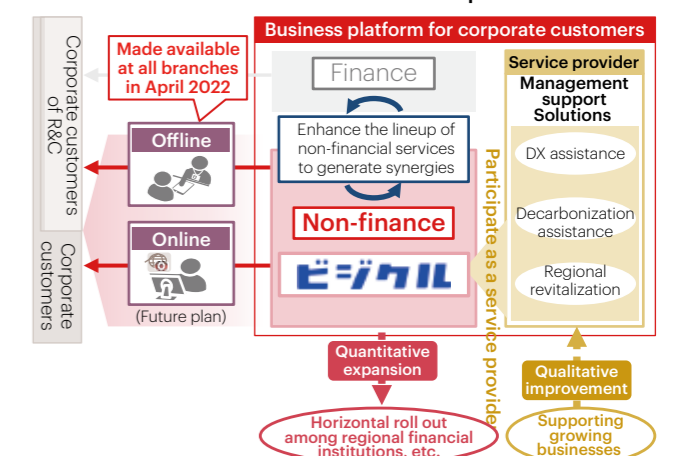 Business platform for corporate customers
Corporate customers
of R&C
Corporate
customers
Made available
at all branches
in April 2022
Offline
Online
(Future plan)
Finance
Enhance the lineup of
non-financial services
to generate synergies
Non-finance
ビジクル
Participate as a service provider
Service provider
Management
support
Solutions
DX assistance
Decarbonization
assistance
Regional
revitalization
Quantitative
expansion
Qualitative
improvement
Horizontal roll out
among regional financial
institutions, etc.
Supporting
growing
businesses